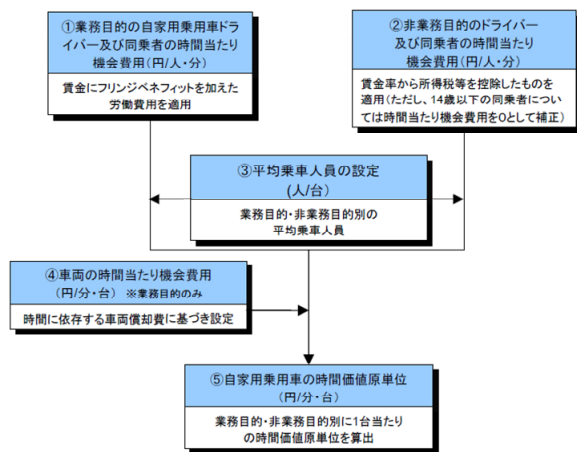 ①業務目的の自家用乗用車ドラ
イバー及び同乗者の時間当たり
機会費用(円/人・分)
賃金にフリンジベネフィットを加えた
労働費用を適用
②非業務目的のドライバー
及び同乗者の時間当たり
機会費用(円/人・分)
賃金率から所得税等を控除したものを
適用(ただし、14歳以下の同乗者につい
ては時間当たり機会費用を0として補正)
③平均乗車人員の設定
(人/台)
業務目的・非業務目的別の
平均乗車人員
④車両の時間当たり機会費用
(円/分・台) ※業務目的のみ
時間に依存する車両償却費に基づき設定
⑤自家用乗用車の時間価値原単位
(円/分・台)
業務目的・非業務目的別に1台当たり
の時間価値原単位を算出